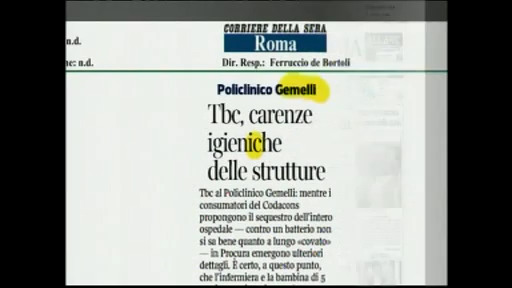 CORRIERE DELLA SERA
n.d.
Roma
ne: n.d.
Dir. Resp.: Ferruccio de Bortoli
Policlinico Gemelli
Tbc, carenze
igieniche
delle strutture
Tbc al Policlinico Gemelli: mentre i
consumatori del Codacons
propongono il sequestro dell'intero
ospedale — contro un batterio non
si sa bene quanto a lungo «covato»
— in Procura emergono ulteriori
dettagli. È certo, a questo punto,
che l'infermiera e la bambina di 5